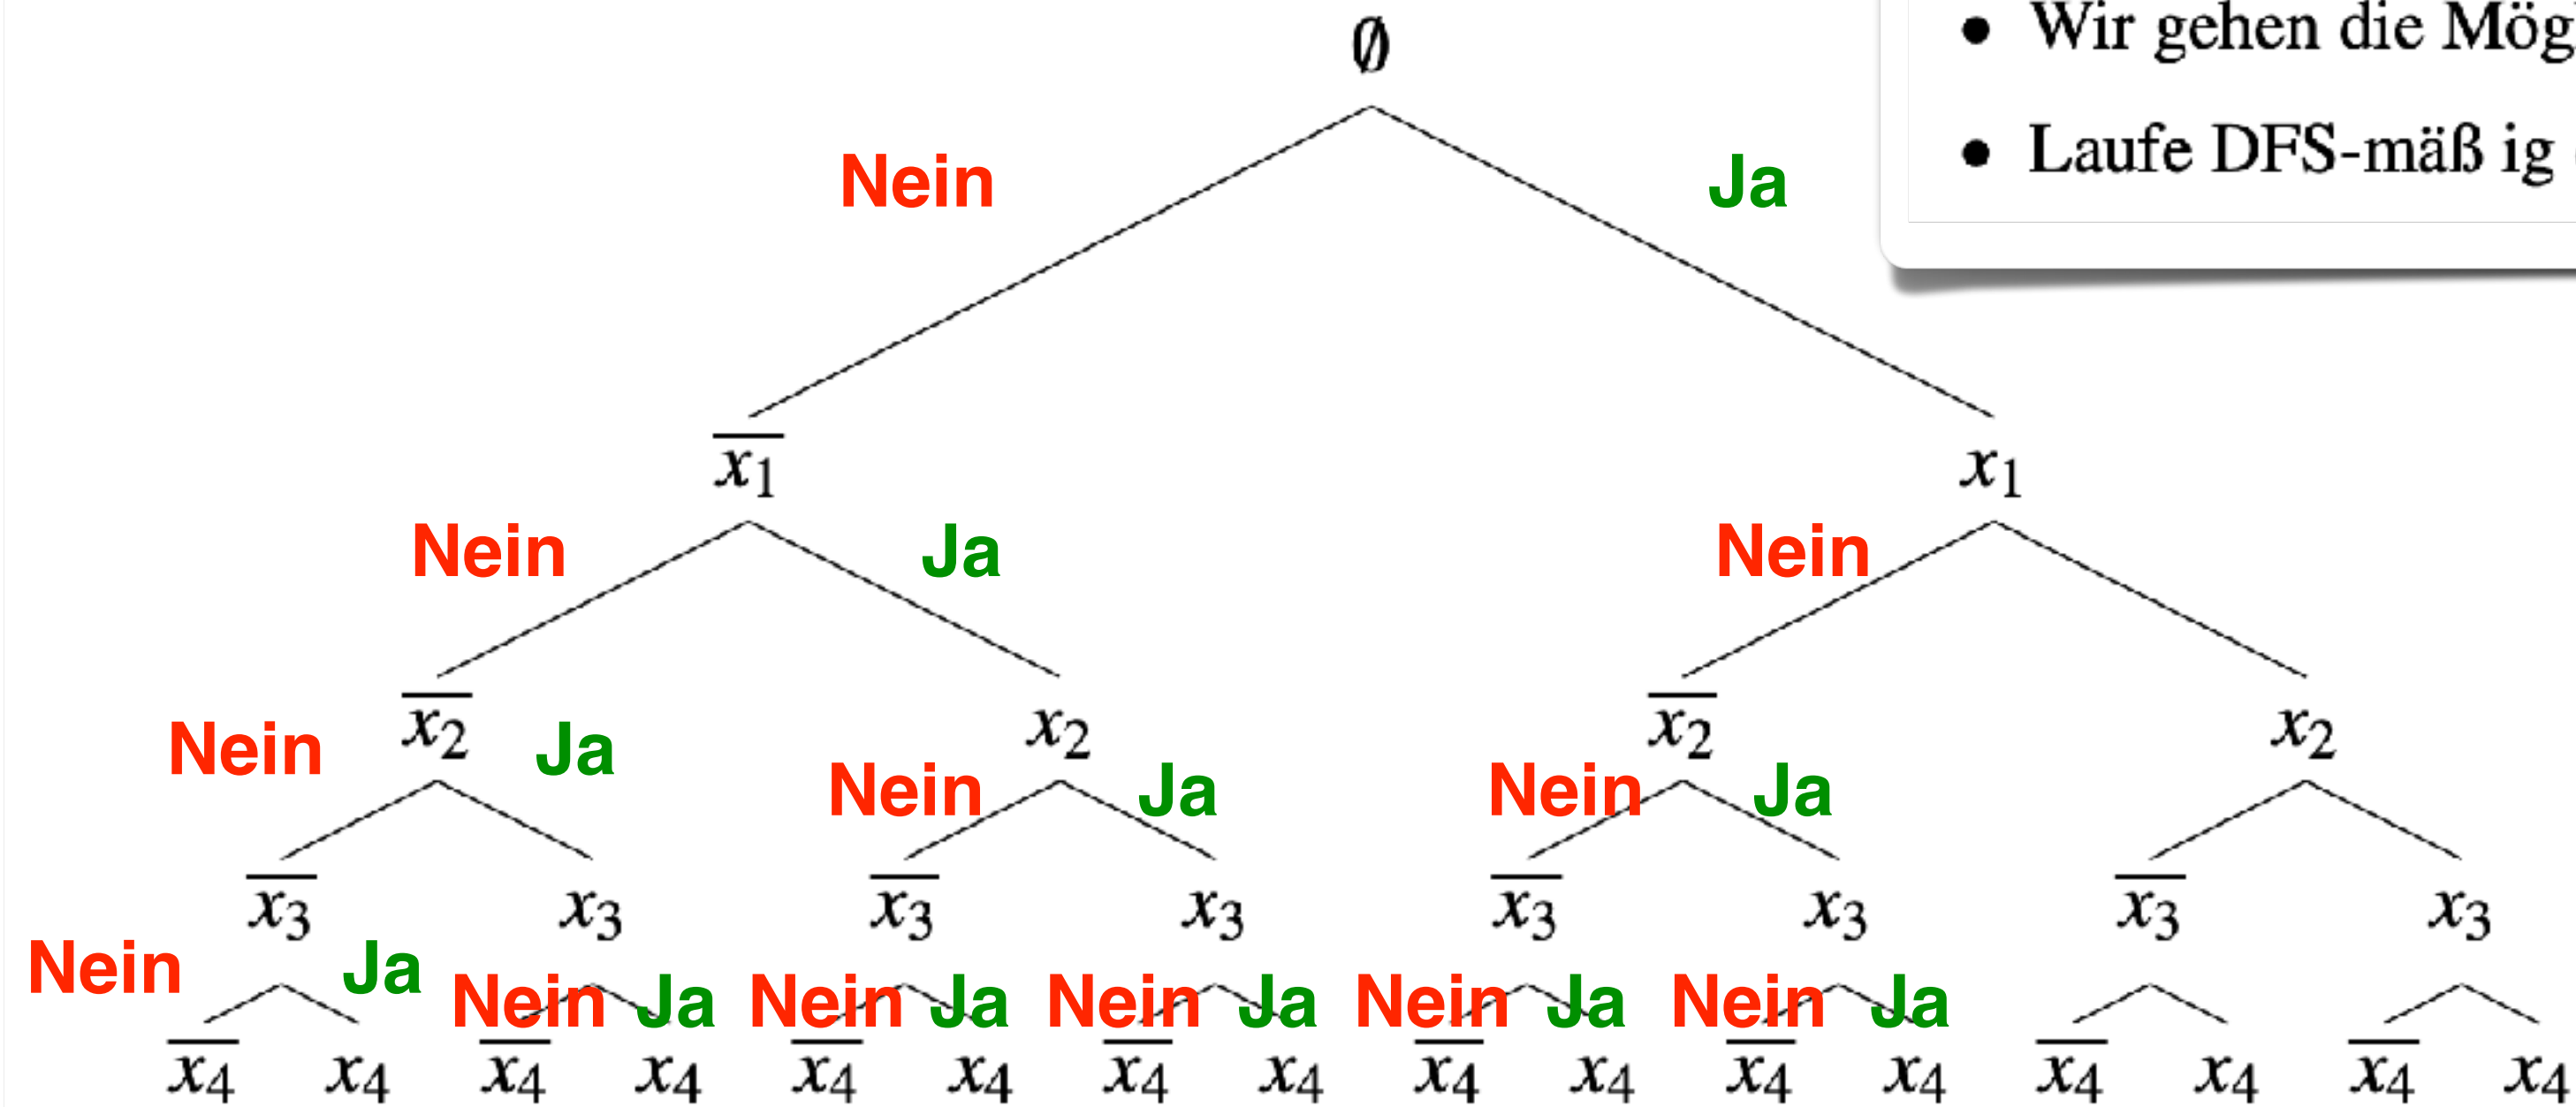 ∅
• Wir gehen die Mög
• Laufe DFS-mäß ig
Nein Ja
x̅₁ x₁
Nein Ja Nein
x̅₂ x₂ x̅₂ x₂
Nein Ja Nein Ja Nein Ja
x̅₃ x₃ x̅₃ x₃ x̅₃ x₃ x̅₃ x₃
Nein Ja Nein Ja Nein Ja Nein Ja Nein Ja Nein Ja
x̅₄ x₄ x̅₄ x₄ x̅₄ x₄ x̅₄ x₄ x̅₄ x₄ x̅₄ x₄ x̅₄ x₄ x̅₄ x₄